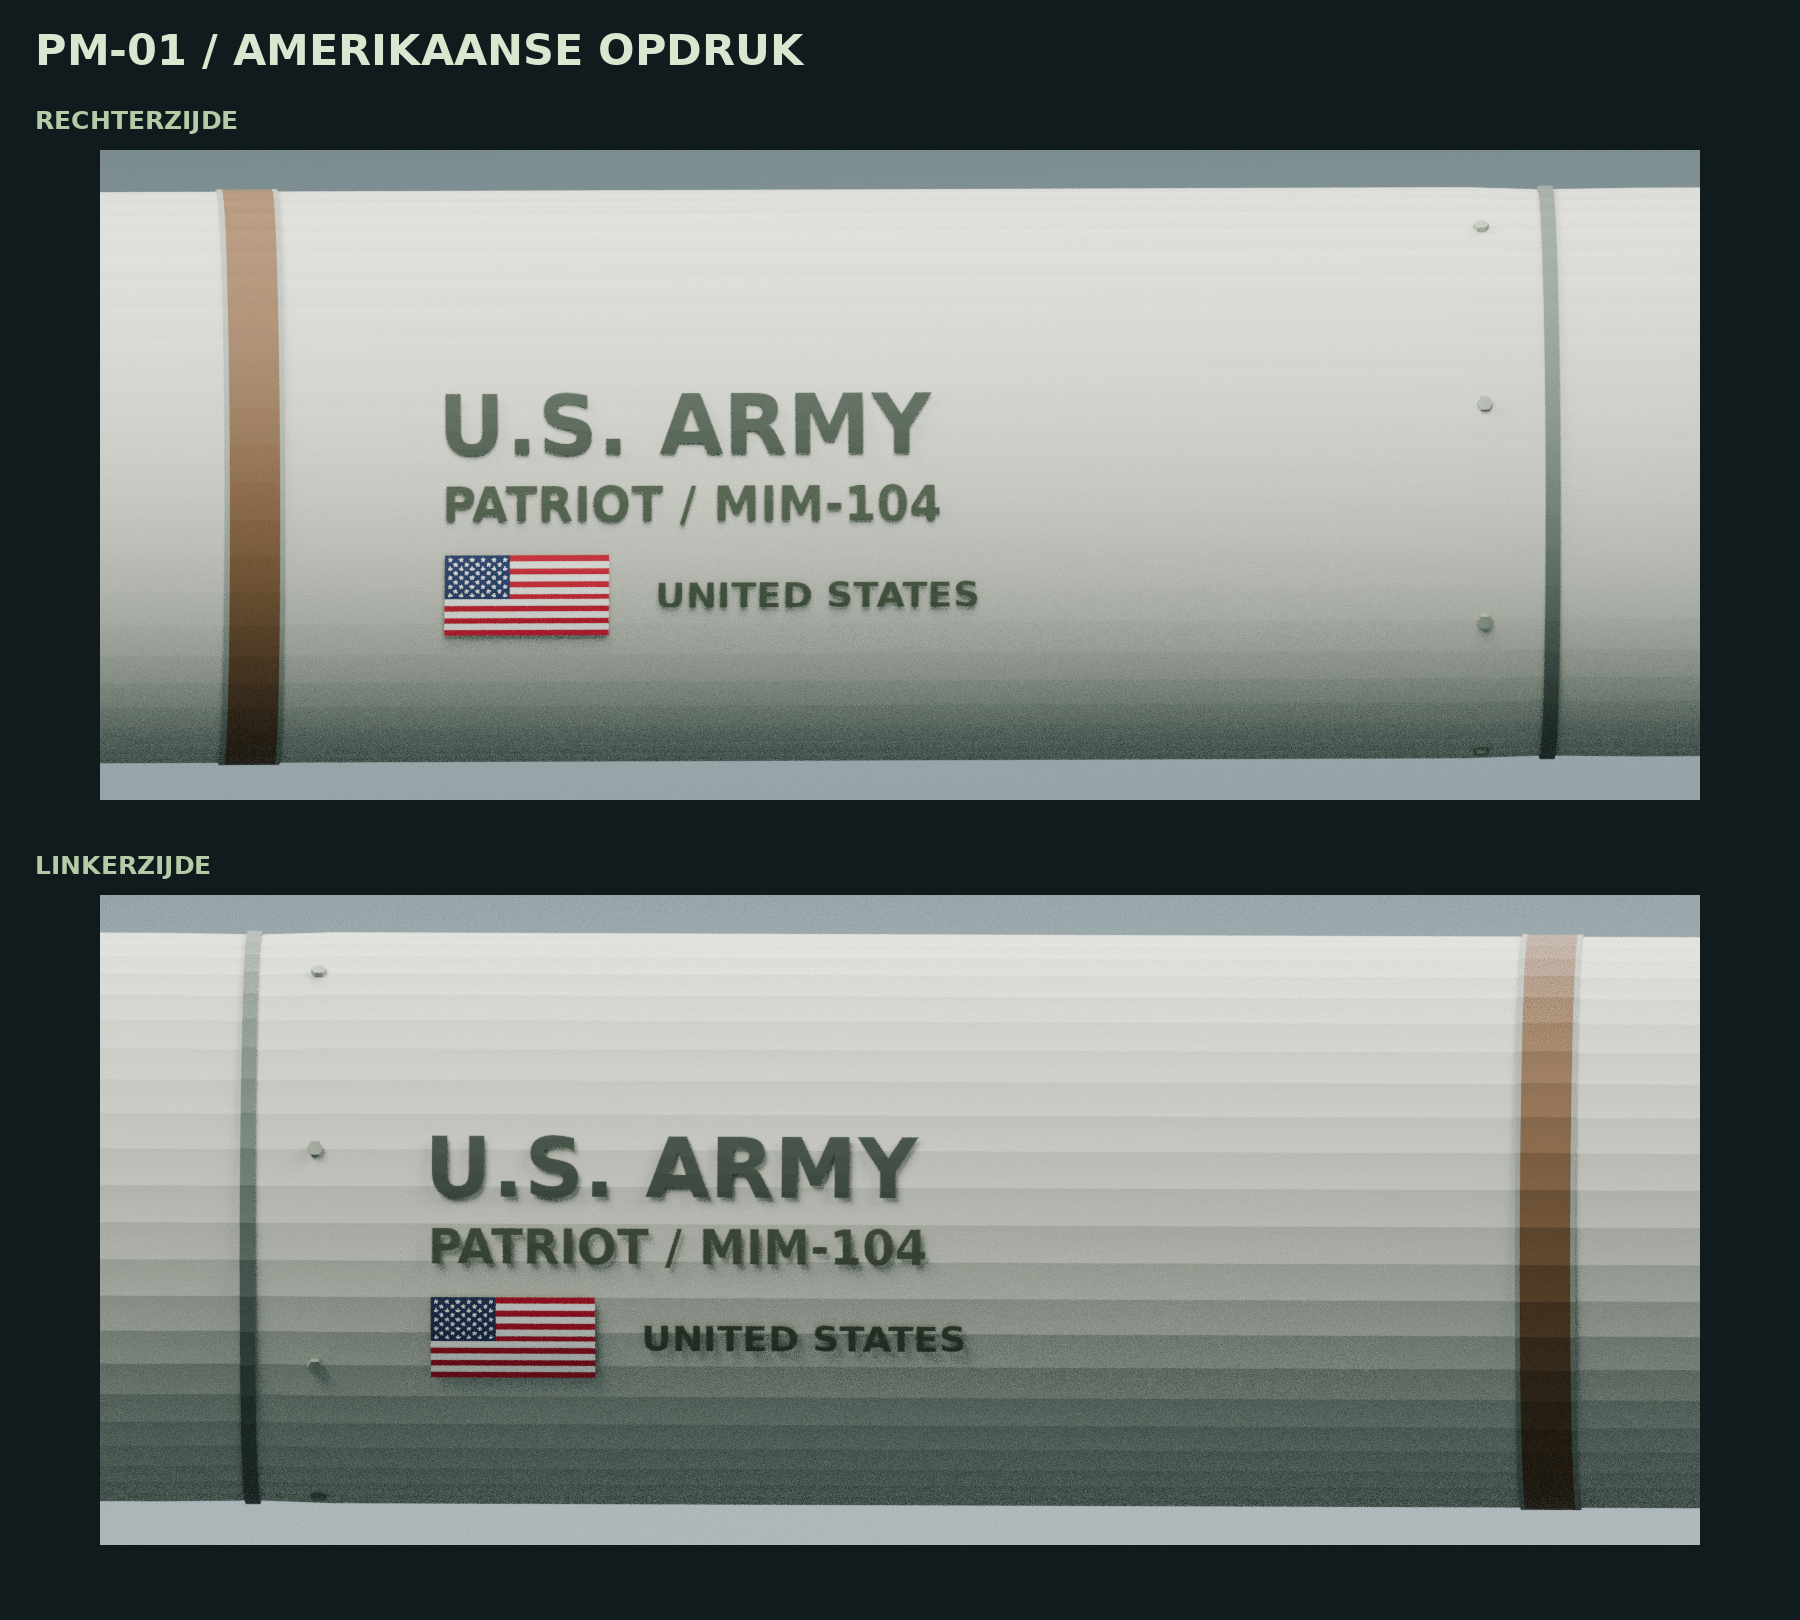 PM-01 / AMERIKAANSE OPDRUK
RECHTERZIJDE
U.S. ARMY
PATRIOT / MIM-104
UNITED STATES
LINKERZIJDE
U.S. ARMY
PATRIOT / MIM-104
UNITED STATES